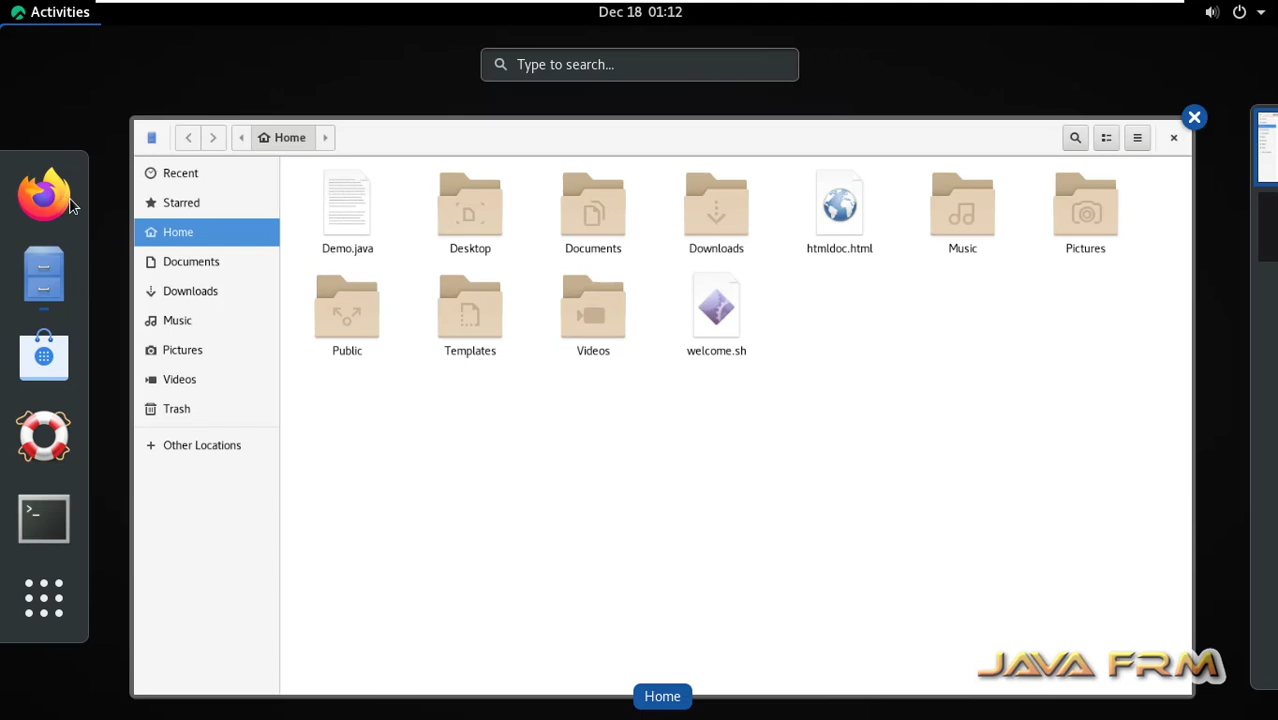 Activities
Dec 18 01:12
Type to search...
Home
Recent
Starred
Home
Documents
Downloads
Music
Pictures
Videos
Trash
Other Locations
Demo.java
Desktop
Documents
Downloads
htmldoc.html
Music
Pictures
Public
Templates
Videos
welcome.sh
>_
JAVA FRM
Home